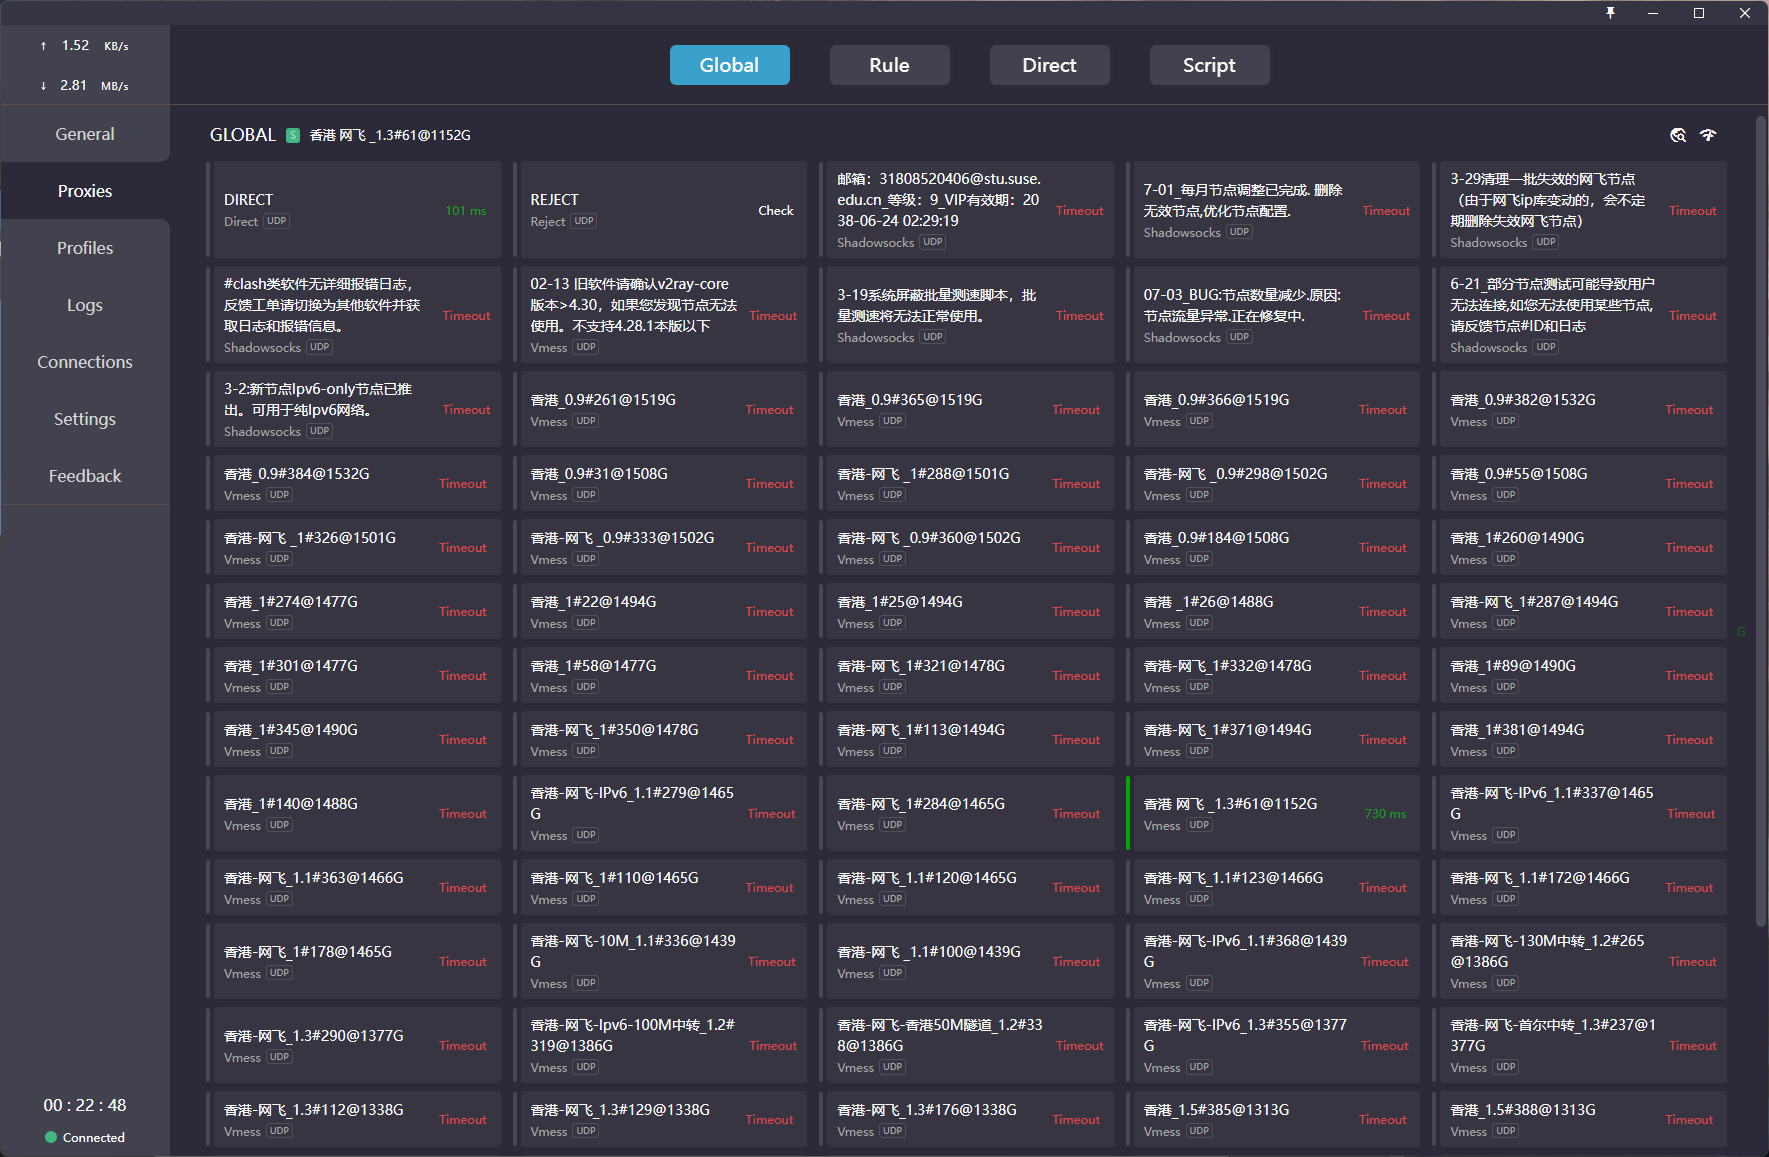 ↑ 1.52 KB/s
↓ 2.81 MB/s
General
Proxies
Profiles
Logs
Connections
Settings
Feedback
00 : 22 : 48
Connected
Global
Rule
Direct
Script
GLOBAL S 香港 网飞 _1.3#61@1152G
DIRECT
Direct UDP
101 ms
REJECT
Reject UDP
Check
邮箱：31808520406@stu.suse.
edu.cn_等级：9_VIP有效期：20
38-06-24 02:29:19
Shadowsocks UDP
Timeout
7-01_每月节点调整已完成. 删除
无效节点,优化节点配置.
Shadowsocks UDP
Timeout
3-29清理一批失效的网飞节点
（由于网飞ip库变动的，会不定
期删除失效网飞节点）
Shadowsocks UDP
Timeout
#clash类软件无详细报错日志，
反馈工单请切换为其他软件并获
取日志和报错信息。
Shadowsocks UDP
Timeout
02-13 旧软件请确认v2ray-core
版本>4.30，如果您发现节点无法
使用。不支持4.28.1本版以下
Vmess UDP
Timeout
3-19系统屏蔽批量测速脚本，批
量测速将无法正常使用。
Shadowsocks UDP
Timeout
07-03_BUG:节点数量减少.原因:
节点流量异常.正在修复中.
Shadowsocks UDP
Timeout
6-21_部分节点测试可能导致用户
无法连接,如您无法使用某些节点,
请反馈节点#ID和日志
Shadowsocks UDP
Timeout
3-2:新节点Ipv6-only节点已推
出。可用于纯Ipv6网络。
Shadowsocks UDP
Timeout
香港_0.9#261@1519G
Vmess UDP
Timeout
香港_0.9#365@1519G
Vmess UDP
Timeout
香港_0.9#366@1519G
Vmess UDP
Timeout
香港_0.9#382@1532G
Vmess UDP
Timeout
香港_0.9#384@1532G
Vmess UDP
Timeout
香港_0.9#31@1508G
Vmess UDP
Timeout
香港-网飞 _1#288@1501G
Vmess UDP
Timeout
香港-网飞 _0.9#298@1502G
Vmess UDP
Timeout
香港_0.9#55@1508G
Vmess UDP
Timeout
香港-网飞 _1#326@1501G
Vmess UDP
Timeout
香港-网飞 _0.9#333@1502G
Vmess UDP
Timeout
香港-网飞 _0.9#360@1502G
Vmess UDP
Timeout
香港_0.9#184@1508G
Vmess UDP
Timeout
香港_1#260@1490G
Vmess UDP
Timeout
香港_1#274@1477G
Vmess UDP
Timeout
香港_1#22@1494G
Vmess UDP
Timeout
香港_1#25@1494G
Vmess UDP
Timeout
香港 _1#26@1488G
Vmess UDP
Timeout
香港-网飞_1#287@1494G
Vmess UDP
Timeout
香港_1#301@1477G
Vmess UDP
Timeout
香港_1#58@1477G
Vmess UDP
Timeout
香港-网飞_1#321@1478G
Vmess UDP
Timeout
香港-网飞_1#332@1478G
Vmess UDP
Timeout
香港_1#89@1490G
Vmess UDP
Timeout
香港_1#345@1490G
Vmess UDP
Timeout
香港-网飞_1#350@1478G
Vmess UDP
Timeout
香港-网飞_1#113@1494G
Vmess UDP
Timeout
香港-网飞_1#371@1494G
Vmess UDP
Timeout
香港_1#381@1494G
Vmess UDP
Timeout
香港_1#140@1488G
Vmess UDP
Timeout
香港-网飞-IPv6_1.1#279@1465
G
Vmess UDP
Timeout
香港-网飞_1#284@1465G
Vmess UDP
Timeout
香港 网飞 _1.3#61@1152G
Vmess UDP
730 ms
香港-网飞-IPv6_1.1#337@1465
G
Vmess UDP
Timeout
香港-网飞_1.1#363@1466G
Vmess UDP
Timeout
香港-网飞_1#110@1465G
Vmess UDP
Timeout
香港-网飞_1.1#120@1465G
Vmess UDP
Timeout
香港-网飞_1.1#123@1466G
Vmess UDP
Timeout
香港-网飞_1.1#172@1466G
Vmess UDP
Timeout
香港-网飞_1#178@1465G
Vmess UDP
Timeout
香港-网飞-10M_1.1#336@1439
G
Vmess UDP
Timeout
香港-网飞 _1.1#100@1439G
Vmess UDP
Timeout
香港-网飞-IPv6_1.1#368@1439
G
Vmess UDP
Timeout
香港-网飞-130M中转_1.2#265
@1386G
Vmess UDP
Timeout
香港-网飞_1.3#290@1377G
Vmess UDP
Timeout
香港-网飞-Ipv6-100M中转_1.2#
319@1386G
Vmess UDP
Timeout
香港-网飞-香港50M隧道_1.2#33
8@1386G
Vmess UDP
Timeout
香港-网飞-IPv6_1.3#355@1377
G
Vmess UDP
Timeout
香港-网飞-首尔中转_1.3#237@1
377G
Vmess UDP
Timeout
香港-网飞_1.3#112@1338G
Vmess UDP
Timeout
香港-网飞_1.3#129@1338G
Vmess UDP
Timeout
香港-网飞_1.3#176@1338G
Vmess UDP
Timeout
香港_1.5#385@1313G
Vmess UDP
Timeout
香港_1.5#388@1313G
Vmess UDP
Timeout
G